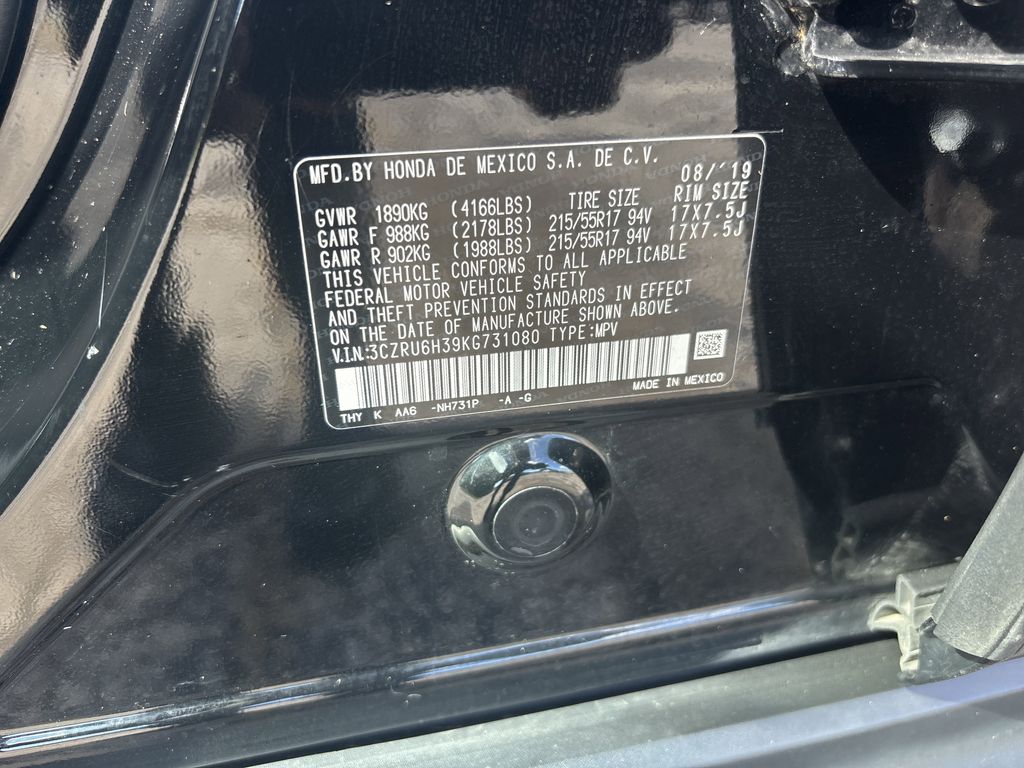 MFD.BY HONDA DE MEXICO S.A. DE C.V. 08/'19
GVWR 1890KG (4166LBS) TIRE SIZE RIM SIZE
GAWR F 988KG (2178LBS) 215/55R17 94V 17X7.5J
GAWR R 902KG (1988LBS) 215/55R17 94V 17X7.5J
THIS VEHICLE CONFORMS TO ALL APPLICABLE
FEDERAL MOTOR VEHICLE SAFETY
AND THEFT PREVENTION STANDARDS IN EFFECT
ON THE DATE OF MANUFACTURE SHOWN ABOVE.
V.I.N:3CZRU6H39KG731080 TYPE:MPV
MADE IN MEXICO
THY K AA6 -NH731P -A -G